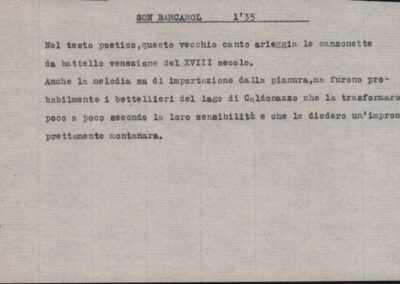 SON BARCAROL 1'35
Nel testo poetico,questo vecchio canto arieggia le canzonette
da battello veneziane del XVIII secolo.
Anche la melodia sa di importazione dalla pianura,ma furono pro-
babilmente i bettellieri del lago di Caldonazzo che la trasformaro
poco a poco secondo la loro sensibilità e che le diedero un'impron
prettamente montanara.